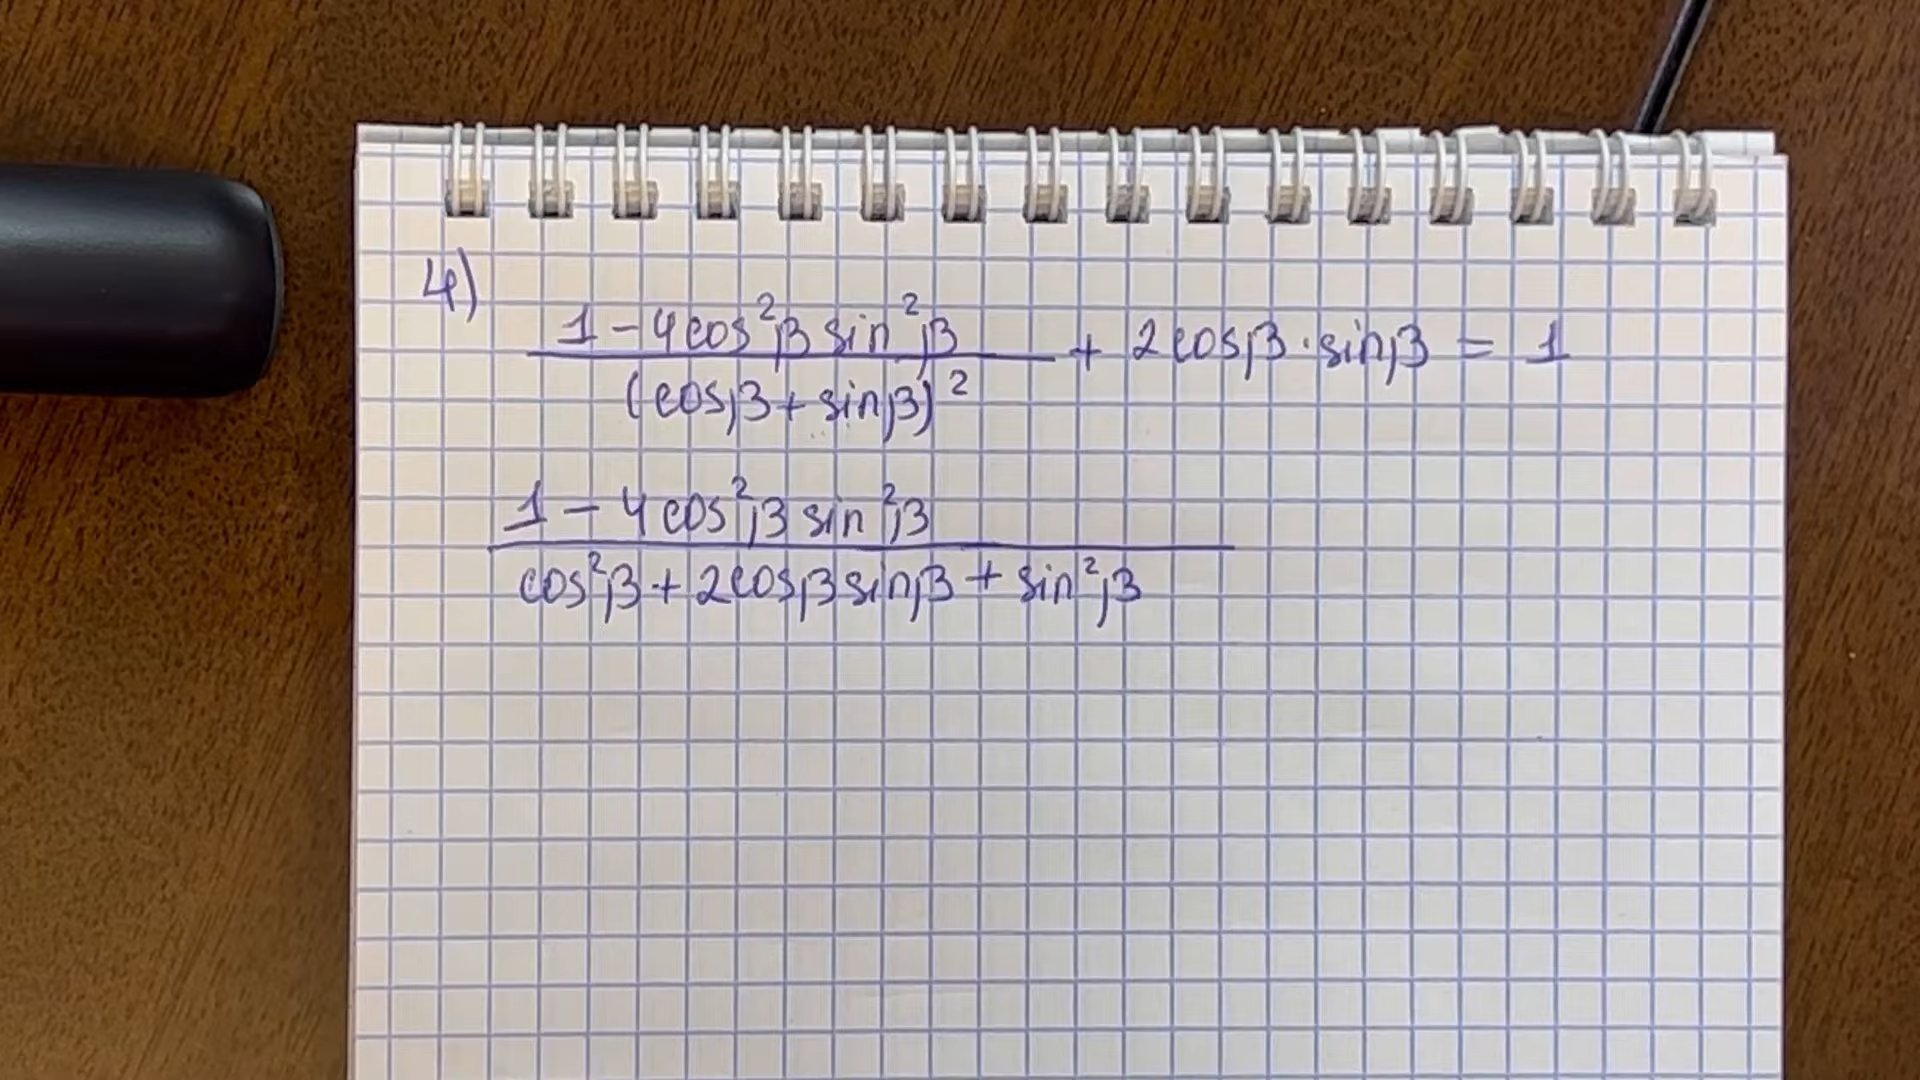 4)
1 - 4cos²β sin²β / (cosβ + sinβ)² + 2cosβ · sinβ = 1
1 - 4cos²β sin²β / cos²β + 2cosβ sinβ + sin²β